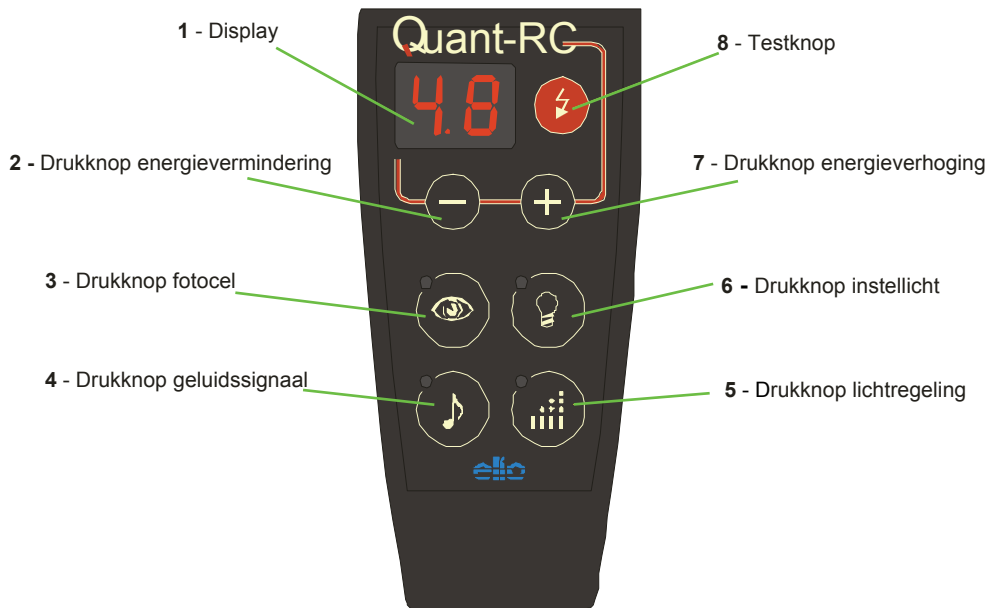 1 - Display
Quant-RC
8 - Testknop
4.8
2 - Drukknop energievermindering
7 - Drukknop energieverhoging
3 - Drukknop fotocel
6 - Drukknop instellicht
4 - Drukknop geluidssignaal
5 - Drukknop lichtregeling